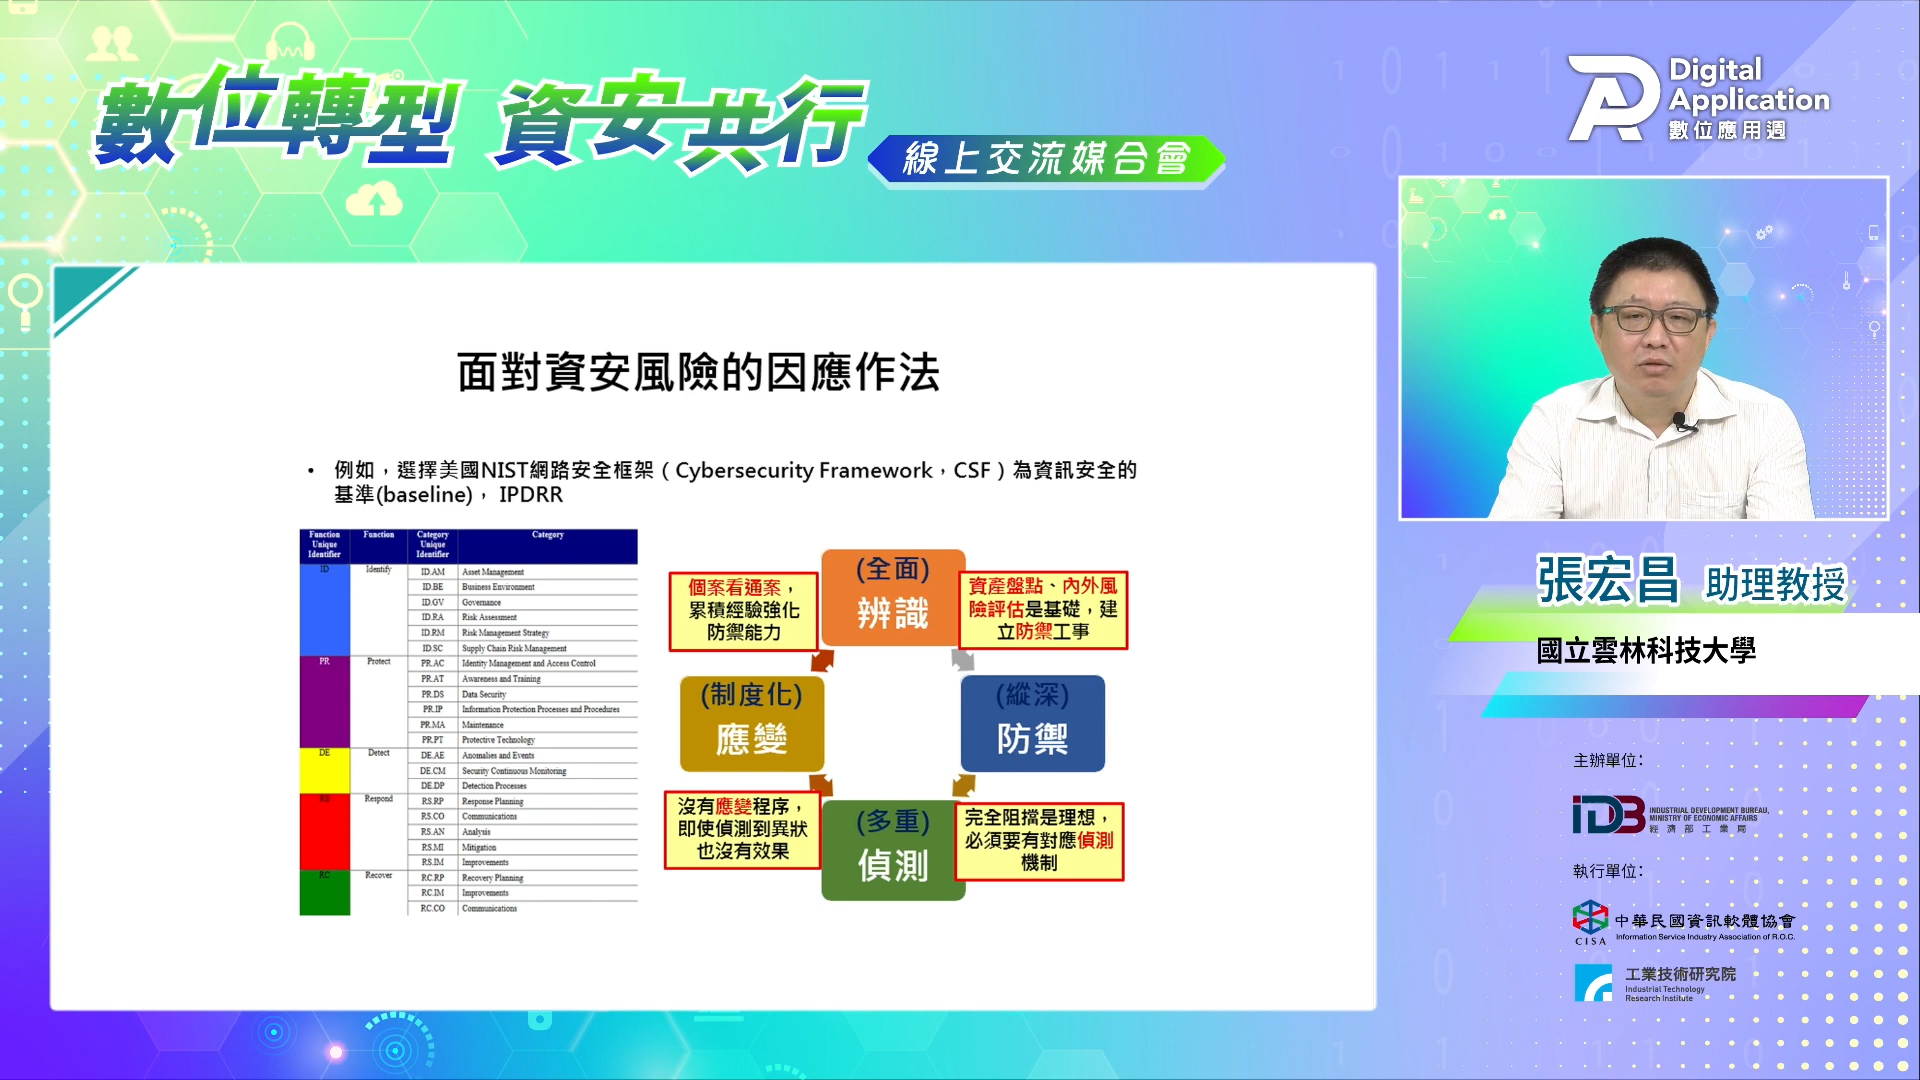 數位轉型 資安共行
線上交流媒合會
Digital
Application
數位應用週
面對資安風險的因應作法
• 例如，選擇美國NIST網路安全框架（Cybersecurity Framework，CSF）為資訊安全的
基準(baseline)， IPDRR
Function Unique Identifier Function Category Unique Identifier Category
ID Identify ID.AM Asset Management
ID.BE Business Environment
ID.GV Governance
ID.RA Risk Assessment
ID.RM Risk Management Strategy
ID.SC Supply Chain Risk Management
PR Protect PR.AC Identity Management and Access Control
PR.AT Awareness and Training
PR.DS Data Security
PR.IP Information Protection Processes and Procedures
PR.MA Maintenance
PR.PT Protective Technology
DE Detect DE.AE Anomalies and Events
DE.CM Security Continuous Monitoring
DE.DP Detection Processes
RS Respond RS.RP Response Planning
RS.CO Communications
RS.AN Analysis
RS.MI Mitigation
RS.IM Improvements
RC Recover RC.RP Recovery Planning
RC.IM Improvements
RC.CO Communications
(全面)
辨識
個案看通案，
累積經驗強化
防禦能力
資產盤點、內外風
險評估是基礎，建
立防禦工事
(制度化)
應變
(縱深)
防禦
沒有應變程序，
即使偵測到異狀
也沒有效果
(多重)
偵測
完全阻擋是理想，
必須要有對應偵測
機制
張宏昌 助理教授
國立雲林科技大學
主辦單位：
IDB
INDUSTRIAL DEVELOPMENT BUREAU,
MINISTRY OF ECONOMIC AFFAIRS
經濟部工業局
執行單位：
CISA
中華民國資訊軟體協會
Information Service Industry Association of R.O.C.
工業技術研究院
Industrial Technology
Research Institute